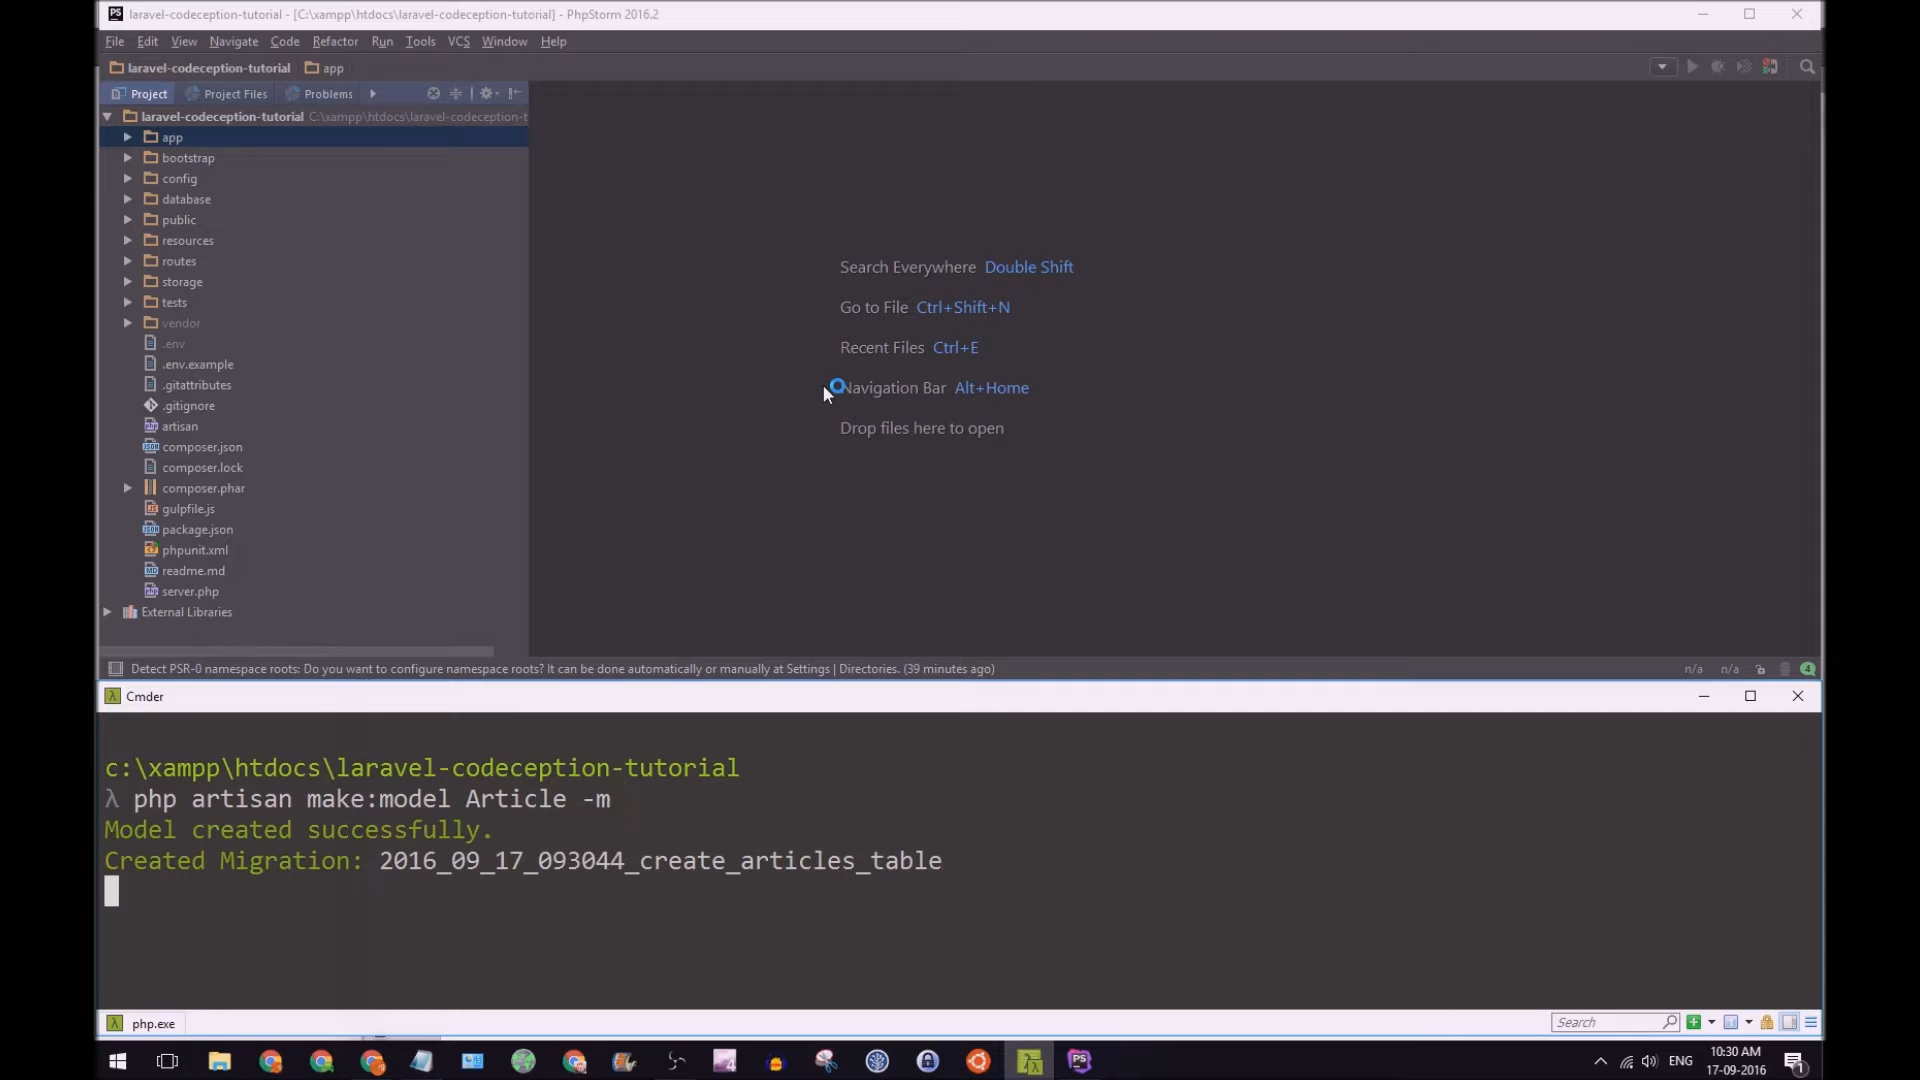 laravel-codeception-tutorial - [C:\xampp\htdocs\laravel-codeception-tutorial] - PhpStorm 2016.2
File Edit View Navigate Code Refactor Run Tools VCS Window Help
laravel-codeception-tutorial app
Project Project Files Problems
laravel-codeception-tutorial C:\xampp\htdocs\laravel-codeception-t
app
bootstrap
config
database
public
resources
routes
storage
tests
vendor
.env
.env.example
.gitattributes
.gitignore
artisan
composer.json
composer.lock
composer.phar
gulpfile.js
package.json
phpunit.xml
readme.md
server.php
External Libraries
Search Everywhere Double Shift
Go to File Ctrl+Shift+N
Recent Files Ctrl+E
Navigation Bar Alt+Home
Drop files here to open
Detect PSR-0 namespace roots: Do you want to configure namespace roots? It can be done automatically or manually at Settings | Directories. (39 minutes ago) n/a n/a 4
Cmder
c:\xampp\htdocs\laravel-codeception-tutorial
λ php artisan make:model Article -m
Model created successfully.
Created Migration: 2016_09_17_093044_create_articles_table
php.exe
Search
ENG
10:30 AM
17-09-2016